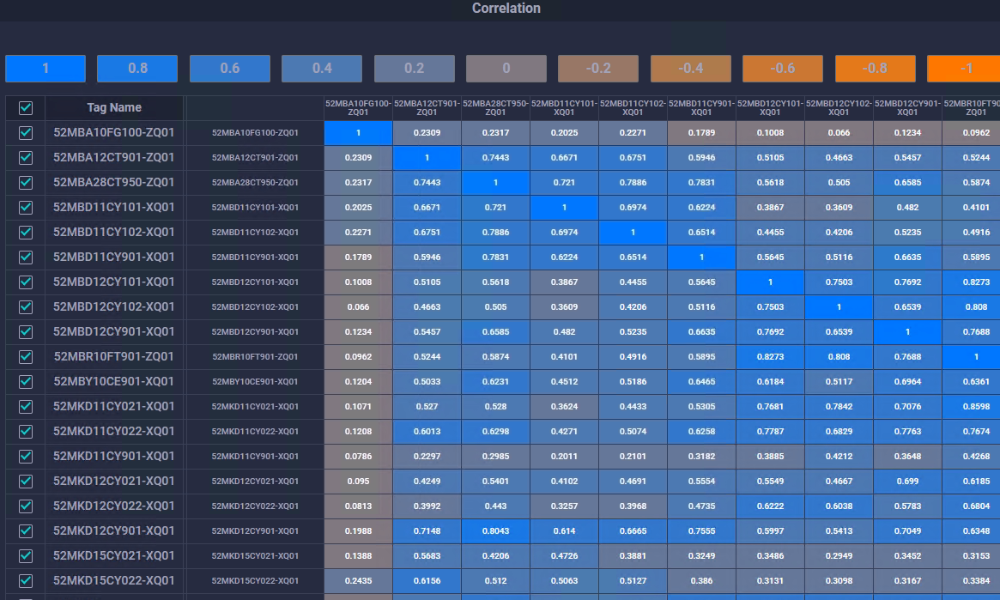 Correlation
1 0.8 0.6 0.4 0.2 0 -0.2 -0.4 -0.6 -0.8 -1
Tag Name 52MBA10FG100-ZQ01 52MBA12CT901-ZQ01 52MBA28CT950-ZQ01 52MBD11CY101-XQ01 52MBD11CY102-XQ01 52MBD11CY901-XQ01 52MBD12CY101-XQ01 52MBD12CY102-XQ01 52MBD12CY901-XQ01 52MBR10FT90 ZQ01
52MBA10FG100-ZQ01 52MBA10FG100-ZQ01 1 0.2309 0.2317 0.2025 0.2271 0.1789 0.1008 0.066 0.1234 0.0962
52MBA12CT901-ZQ01 52MBA12CT901-ZQ01 0.2309 1 0.7443 0.6671 0.6751 0.5946 0.5105 0.4663 0.5457 0.5244
52MBA28CT950-ZQ01 52MBA28CT950-ZQ01 0.2317 0.7443 1 0.721 0.7886 0.7831 0.5618 0.505 0.6585 0.5874
52MBD11CY101-XQ01 52MBD11CY101-XQ01 0.2025 0.6671 0.721 1 0.6974 0.6224 0.3867 0.3609 0.482 0.4101
52MBD11CY102-XQ01 52MBD11CY102-XQ01 0.2271 0.6751 0.7886 0.6974 1 0.6514 0.4455 0.4206 0.5235 0.4916
52MBD11CY901-XQ01 52MBD11CY901-XQ01 0.1789 0.5946 0.7831 0.6224 0.6514 1 0.5645 0.5116 0.6635 0.5895
52MBD12CY101-XQ01 52MBD12CY101-XQ01 0.1008 0.5105 0.5618 0.3867 0.4455 0.5645 1 0.7503 0.7692 0.8273
52MBD12CY102-XQ01 52MBD12CY102-XQ01 0.066 0.4663 0.505 0.3609 0.4206 0.5116 0.7503 1 0.6539 0.808
52MBD12CY901-XQ01 52MBD12CY901-XQ01 0.1234 0.5457 0.6585 0.482 0.5235 0.6635 0.7692 0.6539 1 0.7688
52MBR10FT901-ZQ01 52MBR10FT901-ZQ01 0.0962 0.5244 0.5874 0.4101 0.4916 0.5895 0.8273 0.808 0.7688 1
52MBY10CE901-XQ01 52MBY10CE901-XQ01 0.1204 0.5033 0.6231 0.4512 0.5186 0.6465 0.6184 0.5117 0.6964 0.6361
52MKD11CY021-XQ01 52MKD11CY021-XQ01 0.1071 0.527 0.528 0.3624 0.4433 0.5305 0.7681 0.7842 0.7076 0.8598
52MKD11CY022-XQ01 52MKD11CY022-XQ01 0.1208 0.6013 0.6298 0.4271 0.5074 0.6258 0.7787 0.6829 0.7763 0.7674
52MKD11CY901-XQ01 52MKD11CY901-XQ01 0.0786 0.2297 0.2985 0.2011 0.2101 0.3182 0.3885 0.4212 0.3648 0.4268
52MKD12CY021-XQ01 52MKD12CY021-XQ01 0.095 0.4249 0.5401 0.4102 0.4691 0.5554 0.5549 0.4667 0.699 0.6185
52MKD12CY022-XQ01 52MKD12CY022-XQ01 0.0813 0.3992 0.443 0.3257 0.3968 0.4735 0.6222 0.6038 0.5783 0.6804
52MKD12CY901-XQ01 52MKD12CY901-XQ01 0.1988 0.7148 0.8043 0.614 0.6665 0.7555 0.5997 0.5413 0.7049 0.6348
52MKD15CY021-XQ01 52MKD15CY021-XQ01 0.1388 0.5683 0.4206 0.4726 0.3881 0.3249 0.3486 0.2949 0.3452 0.3153
52MKD15CY022-XQ01 52MKD15CY022-XQ01 0.2435 0.6156 0.512 0.5063 0.5127 0.386 0.3131 0.3098 0.3167 0.3384